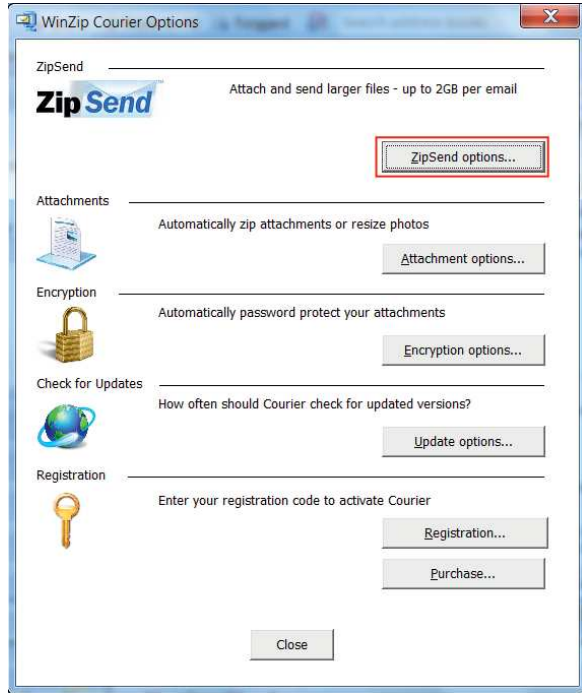 WinZip Courier Options
ZipSend
Zip Send
Attach and send larger files - up to 2GB per email
ZipSend options...
Attachments
Automatically zip attachments or resize photos
Attachment options...
Encryption
Automatically password protect your attachments
Encryption options...
Check for Updates
How often should Courier check for updated versions?
Update options...
Registration
Enter your registration code to activate Courier
Registration...
Purchase...
Close